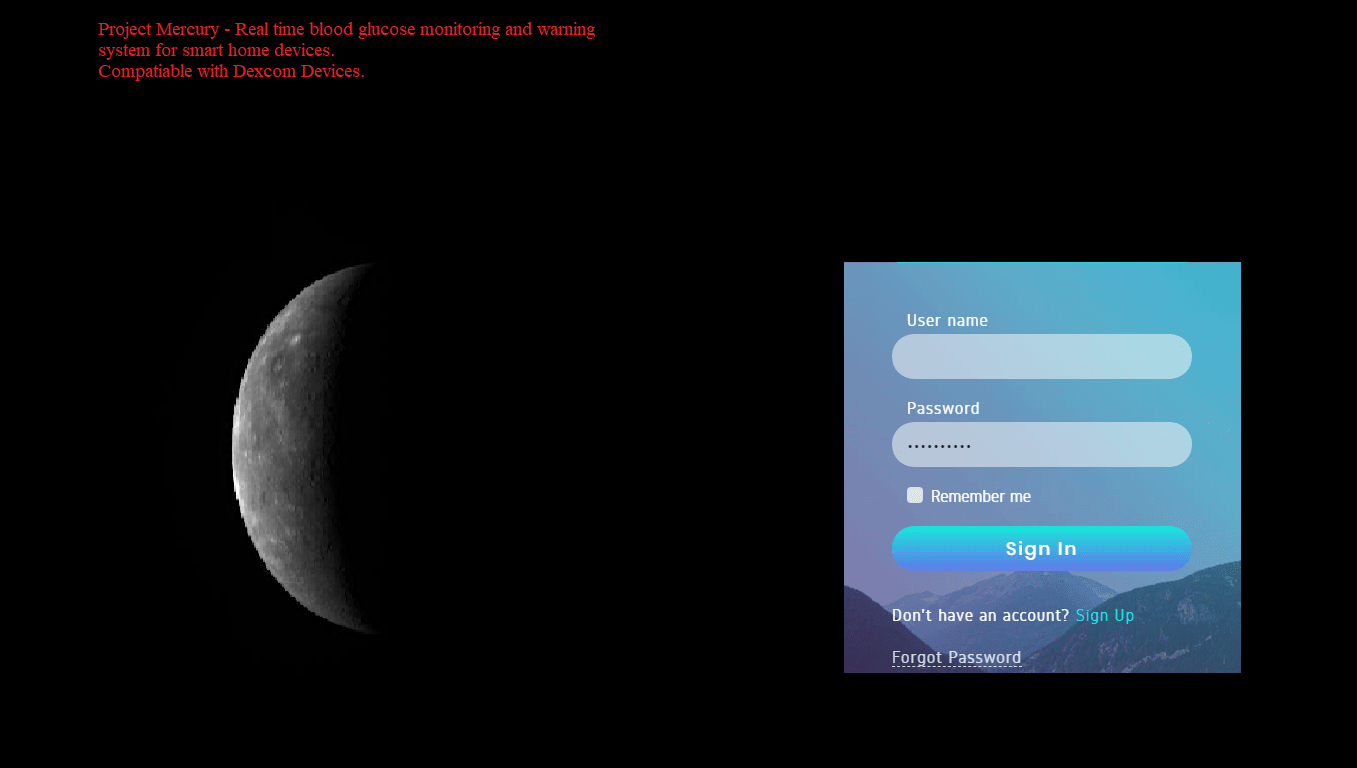 Project Mercury - Real time blood glucose monitoring and warning
system for smart home devices.
Compatiable with Dexcom Devices.
User name
Password
..........
Remember me
Sign In
Don't have an account? Sign Up
Forgot Password